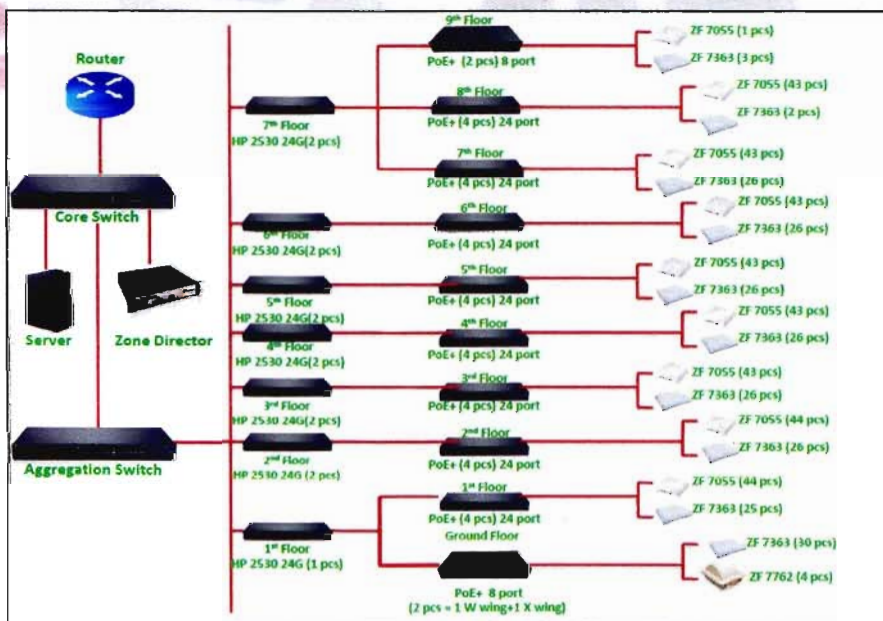 Router
Core Switch
Server
Zone Director
Aggregation Switch
9th Floor
PoE+ (2 pcs) 8 port
ZF 7055 (1 pcs)
ZF 7363 (3 pcs)
7th Floor
HP 2530 24G(2 pcs)
8th Floor
PoE+ (4 pcs) 24 port
ZF 7055 (43 pcs)
ZF 7363 (2 pcs)
7th Floor
PoE+ (4 pcs) 24 port
ZF 7055 (43 pcs)
ZF 7363 (26 pcs)
6th Floor
HP 2530 24G(2 pcs)
6th Floor
PoE+ (4 pcs) 24 port
ZF 7055 (43 pcs)
ZF 7363 (26 pcs)
5th Floor
HP 2530 24G(2 pcs)
5th Floor
PoE+ (4 pcs) 24 port
ZF 7055 (43 pcs)
ZF 7363 (26 pcs)
4th Floor
HP 2530 24G(2 pcs)
4th Floor
PoE+ (4 pcs) 24 port
ZF 7055 (43 pcs)
ZF 7363 (26 pcs)
3rd Floor
HP 2530 24G(2 pcs)
3rd Floor
PoE+ (4 pcs) 24 port
ZF 7055 (43 pcs)
ZF 7363 (26 pcs)
2nd Floor
HP 2530 24G (2 pcs)
2nd Floor
PoE+ (4 pcs) 24 port
ZF 7055 (44 pcs)
ZF 7363 (26 pcs)
1st Floor
HP 2530 24G (1 pcs)
1st Floor
PoE+ (4 pcs) 24 port
ZF 7055 (44 pcs)
ZF 7363 (25 pcs)
Ground Floor
PoE+ 8 port
(2 pcs = 1 W wing+1 X wing)
ZF 7363 (30 pcs)
ZF 7762 (4 pcs)